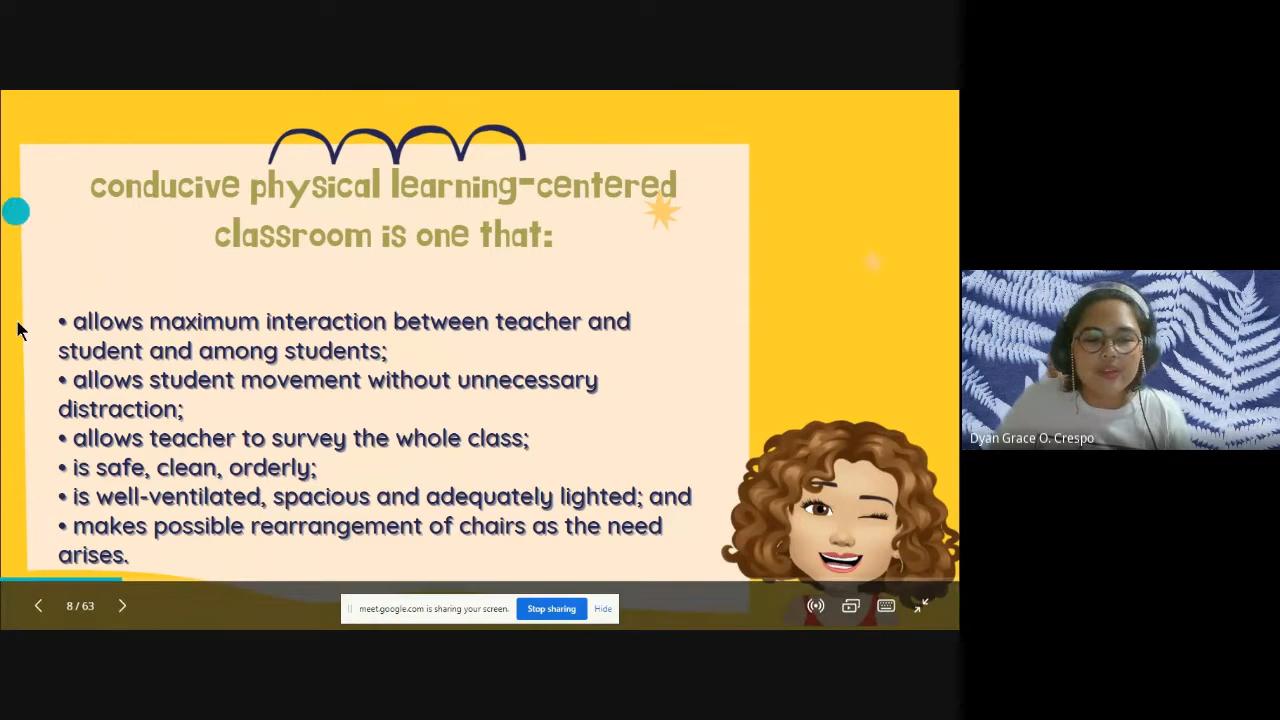 conducive physical learning-centered
classroom is one that:
• allows maximum interaction between teacher and
student and among students;
• allows student movement without unnecessary
distraction;
• allows teacher to survey the whole class;
• is safe, clean, orderly;
• is well-ventilated, spacious and adequately lighted; and
• makes possible rearrangement of chairs as the need
arises.
8 / 63
meet.google.com is sharing your screen.
Stop sharing
Hide
Dyan Grace O. Crespo